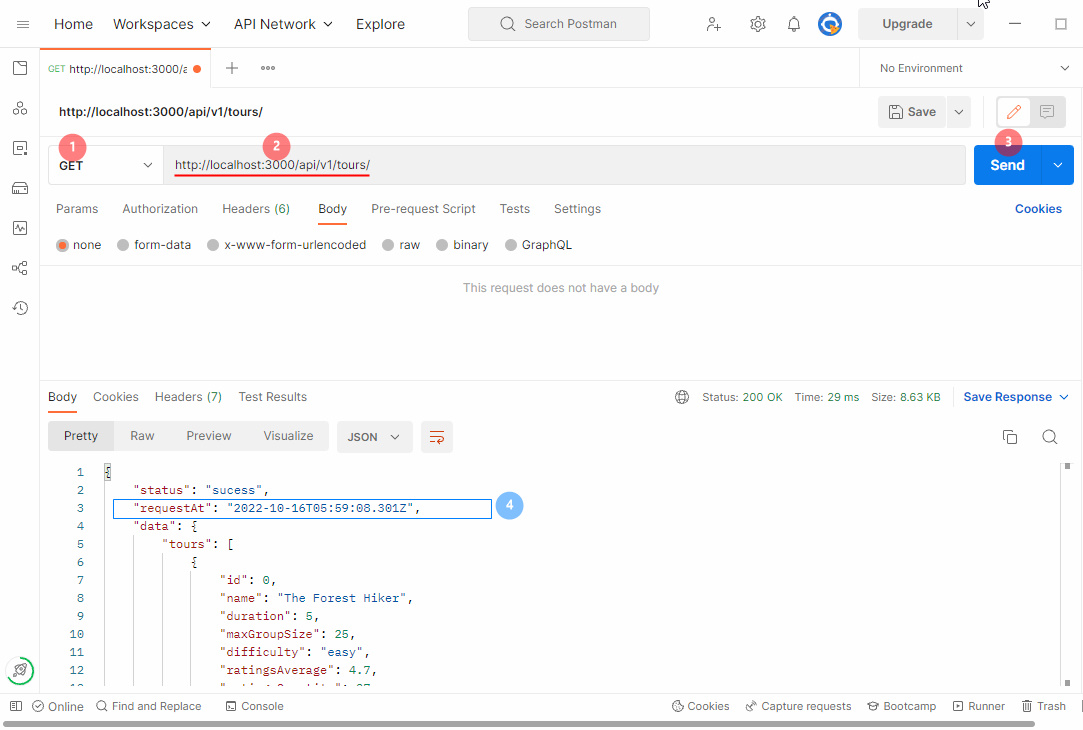 Home Workspaces API Network Explore Search Postman Upgrade
GET http://localhost:3000/a No Environment
http://localhost:3000/api/v1/tours/ Save
1 2 3
GET http://localhost:3000/api/v1/tours/ Send
Params Authorization Headers (6) Body Pre-request Script Tests Settings Cookies
none form-data x-www-form-urlencoded raw binary GraphQL
This request does not have a body
Body Cookies Headers (7) Test Results Status: 200 OK Time: 29 ms Size: 8.63 KB Save Response
Pretty Raw Preview Visualize JSON
1 {
2 "status": "sucess",
3 "requestAt": "2022-10-16T05:59:08.301Z", 4
4 "data": {
5 "tours": [
6 {
7 "id": 0,
8 "name": "The Forest Hiker",
9 "duration": 5,
10 "maxGroupSize": 25,
11 "difficulty": "easy",
12 "ratingsAverage": 4.7,
Online Find and Replace Console Cookies Capture requests Bootcamp Runner Trash